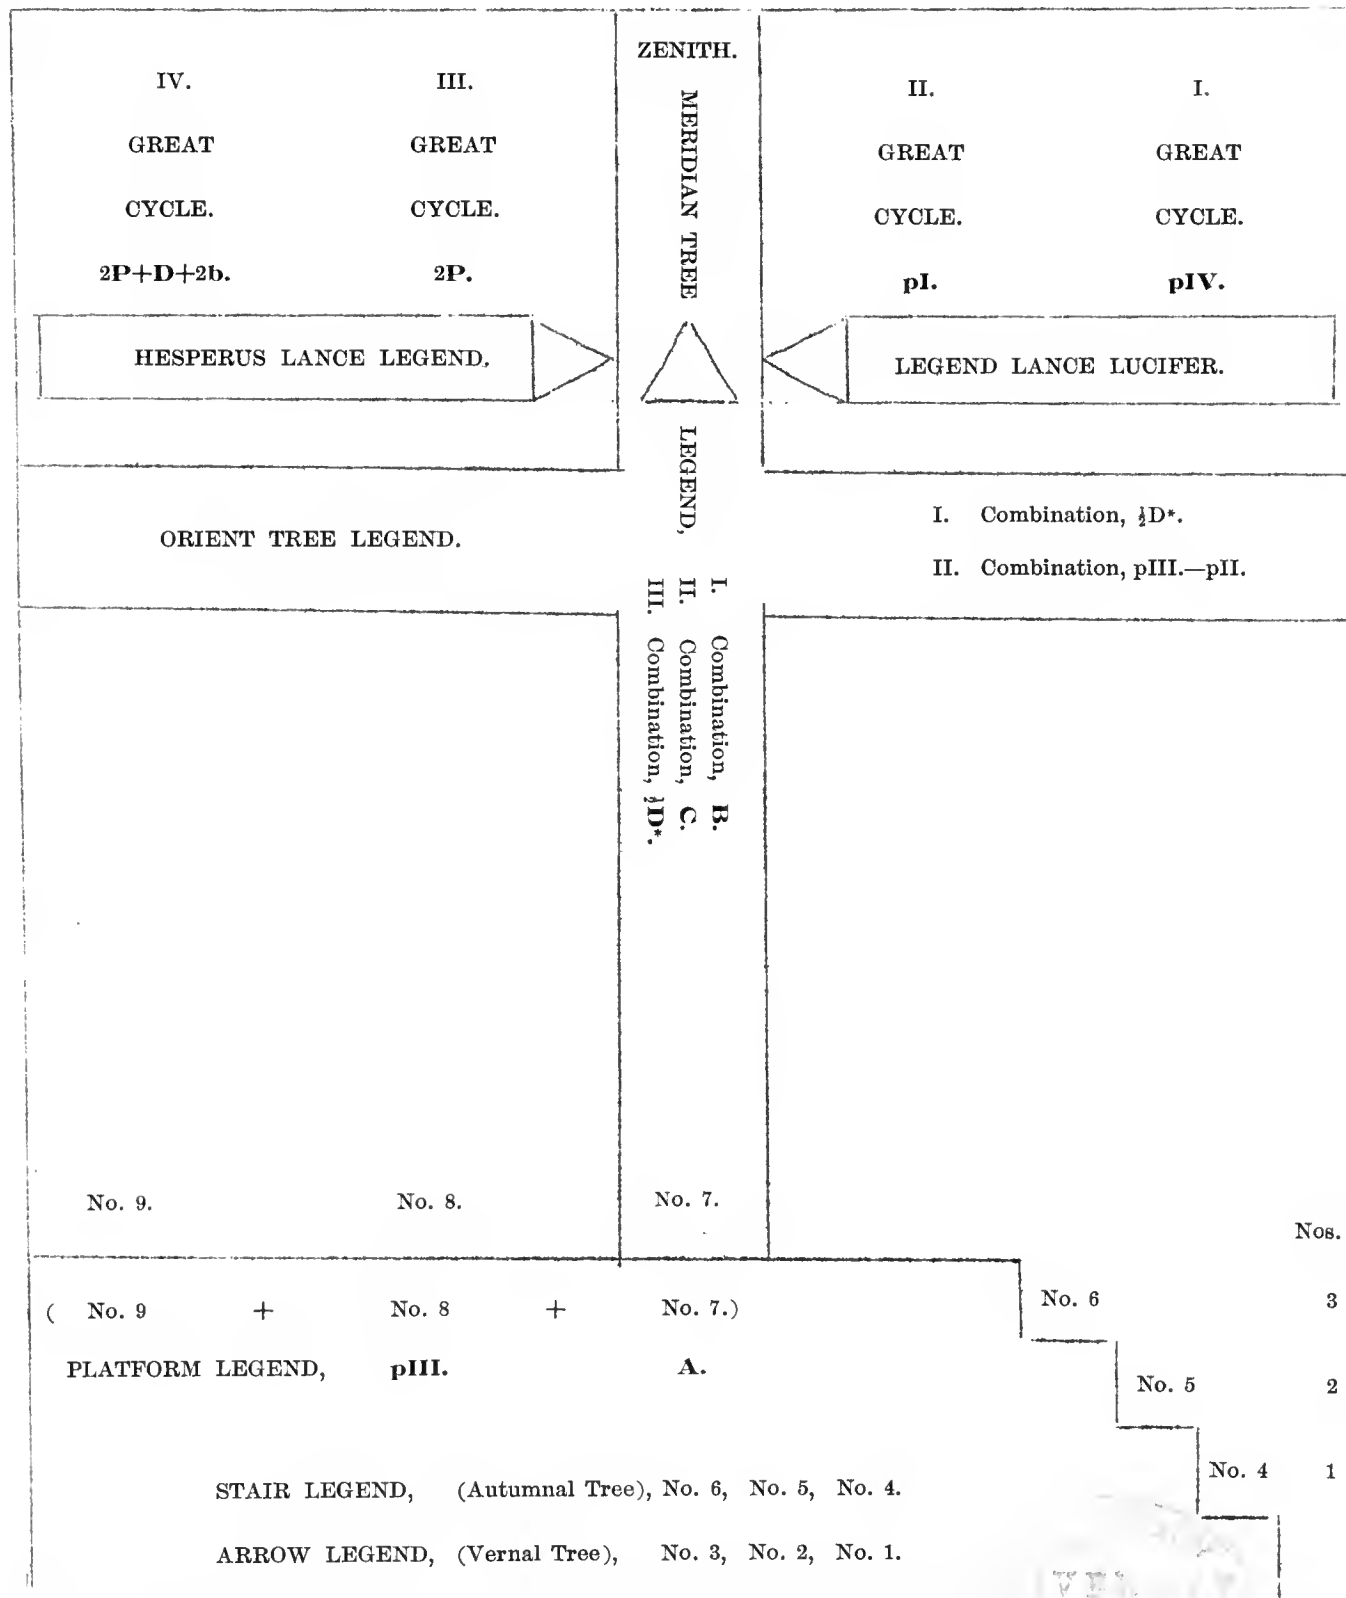 ZENITH.
MERIDIAN TREE LEGEND,
I. Combination, B.
II. Combination, C.
III. Combination, ½D*.
IV.
GREAT
CYCLE.
2P+D+2b.
III.
GREAT
CYCLE.
2P.
II.
GREAT
CYCLE.
pI.
I.
GREAT
CYCLE.
pIV.
HESPERUS LANCE LEGEND.
LEGEND LANCE LUCIFER.
ORIENT TREE LEGEND.
I. Combination, ½D*.
II. Combination, pIII.—pII.
No. 9. No. 8. No. 7.
Nos.
( No. 9 + No. 8 + No. 7.)
No. 6 3
PLATFORM LEGEND, pIII. A.
No. 5 2
No. 4 1
STAIR LEGEND, (Autumnal Tree), No. 6, No. 5, No. 4.
ARROW LEGEND, (Vernal Tree), No. 3, No. 2, No. 1.